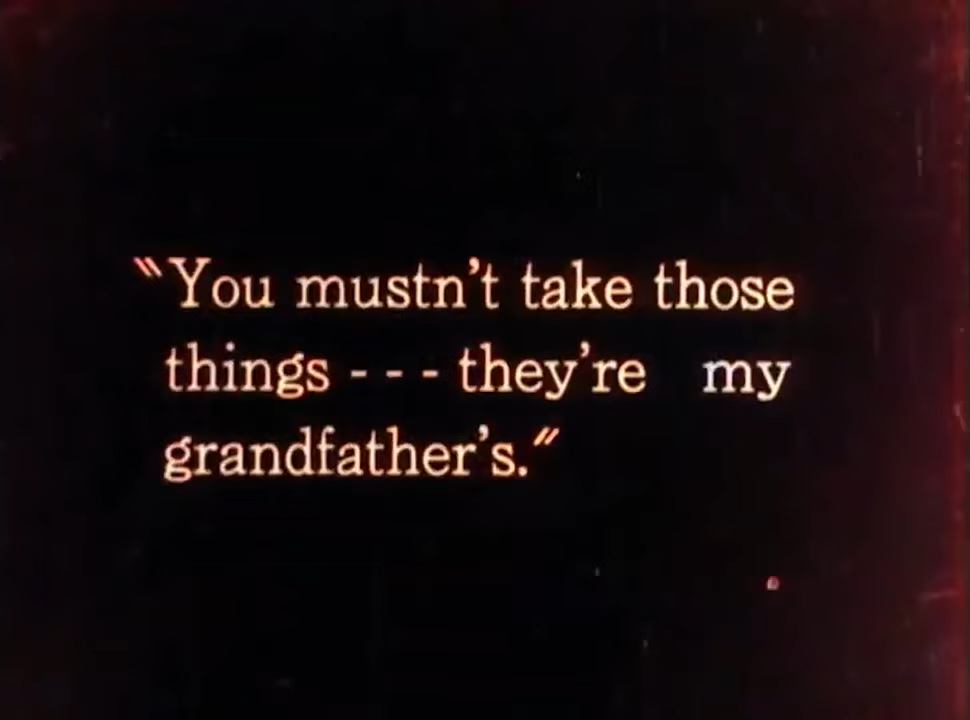 "You mustn't take those
things - - - they're my
grandfather's."